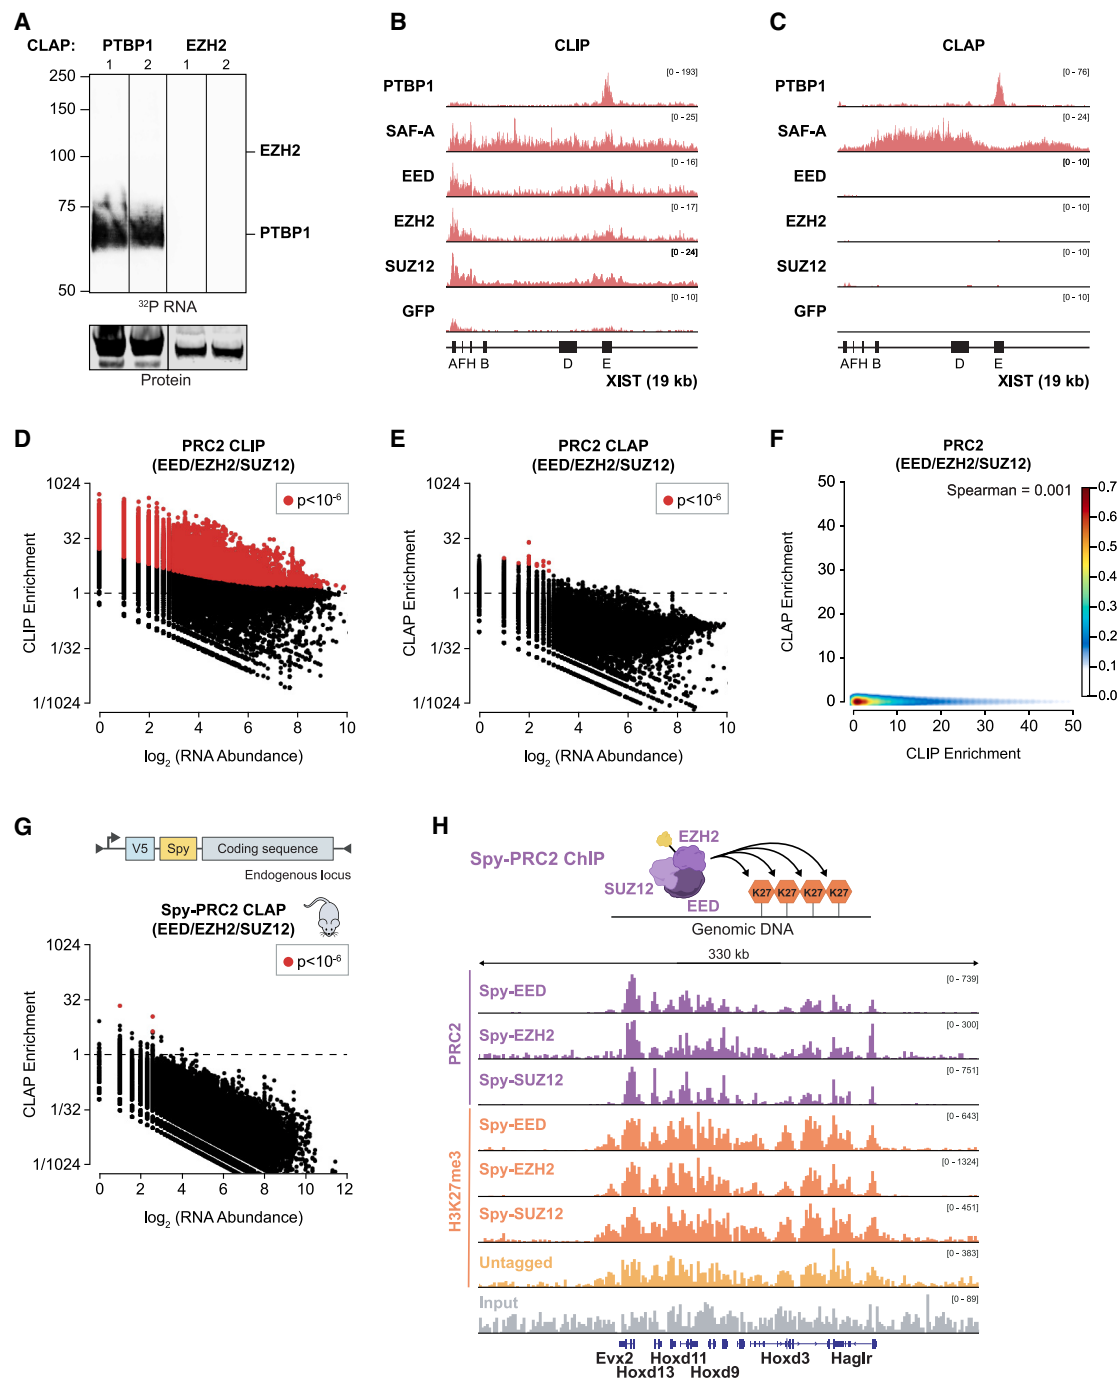 A
CLAP: PTBP1 EZH2
1 2 1 2
250
150
100
75
50
EZH2
PTBP1
32P RNA
Protein
B
CLIP
PTBP1 [0 - 193]
SAF-A [0 - 25]
EED [0 - 16]
EZH2 [0 - 17]
SUZ12 [0 - 24]
GFP [0 - 10]
A F H B D E
XIST (19 kb)
C
CLAP
PTBP1 [0 - 76]
SAF-A [0 - 24]
EED [0 - 10]
EZH2 [0 - 10]
SUZ12 [0 - 10]
GFP [0 - 10]
A F H B D E
XIST (19 kb)
D
PRC2 CLIP
(EED/EZH2/SUZ12)
p<10-6
CLIP Enrichment
1024
32
1
1/32
1/1024
0 2 4 6 8 10
log2 (RNA Abundance)
E
PRC2 CLAP
(EED/EZH2/SUZ12)
p<10-6
CLAP Enrichment
1024
32
1
1/32
1/1024
0 2 4 6 8 10
log2 (RNA Abundance)
F
PRC2
(EED/EZH2/SUZ12)
Spearman = 0.001
CLAP Enrichment
50
40
30
20
10
0
0 10 20 30 40 50
CLIP Enrichment
0.7
0.6
0.5
0.4
0.3
0.2
0.1
0.0
G
V5 Spy Coding sequence
Endogenous locus
Spy-PRC2 CLAP
(EED/EZH2/SUZ12)
p<10-6
CLAP Enrichment
1024
32
1
1/32
1/1024
0 2 4 6 8 10 12
log2 (RNA Abundance)
H
Spy-PRC2 ChIP
EZH2
SUZ12
EED
K27 K27 K27 K27
Genomic DNA
330 kb
PRC2
Spy-EED [0 - 739]
Spy-EZH2 [0 - 300]
Spy-SUZ12 [0 - 751]
H3K27me3
Spy-EED [0 - 643]
Spy-EZH2 [0 - 1324]
Spy-SUZ12 [0 - 451]
Untagged [0 - 383]
Input [0 - 89]
Evx2 Hoxd11 Hoxd3 Haglr
Hoxd13 Hoxd9